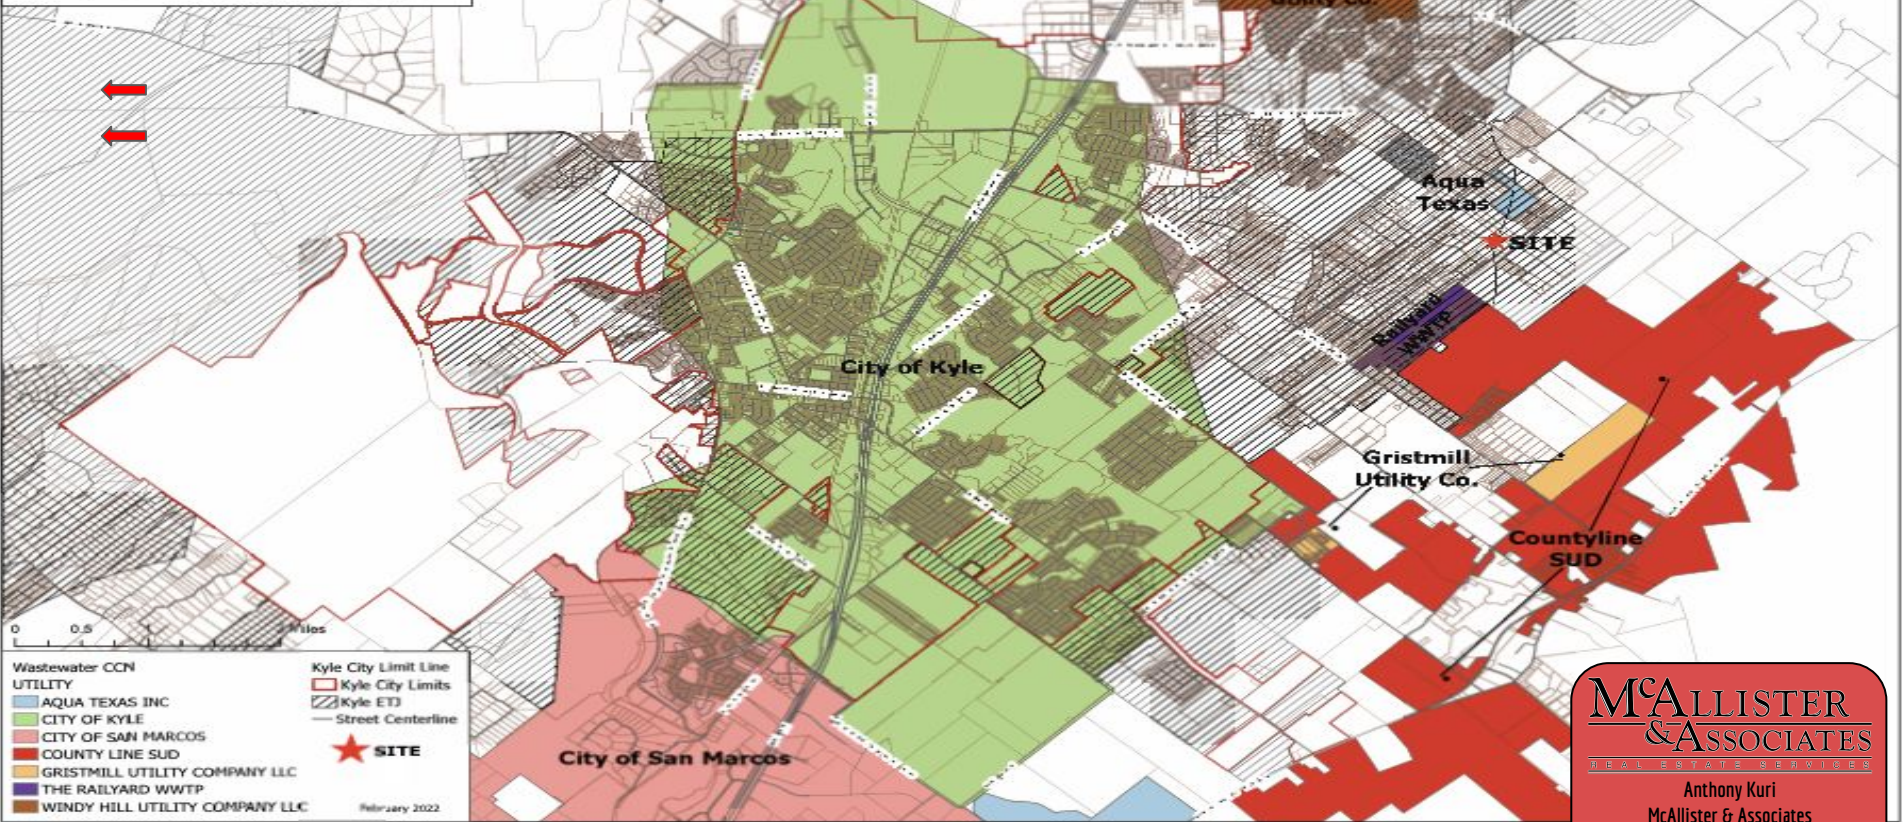 Utility Co.
Aqua
Texas
SITE
Railyard
WWTP
City of Kyle
Gristmill
Utility Co.
Countyline
SUD
City of San Marcos
0 0.5 1 Miles
Wastewater CCN
UTILITY
AQUA TEXAS INC
CITY OF KYLE
CITY OF SAN MARCOS
COUNTY LINE SUD
GRISTMILL UTILITY COMPANY LLC
THE RAILYARD WWTP
WINDY HILL UTILITY COMPANY LLC
Kyle City Limit Line
Kyle City Limits
Kyle ETJ
Street Centerline
SITE
February 2022
McALLISTER
& ASSOCIATES
REAL ESTATE SERVICES
Anthony Kuri
McAllister & Associates